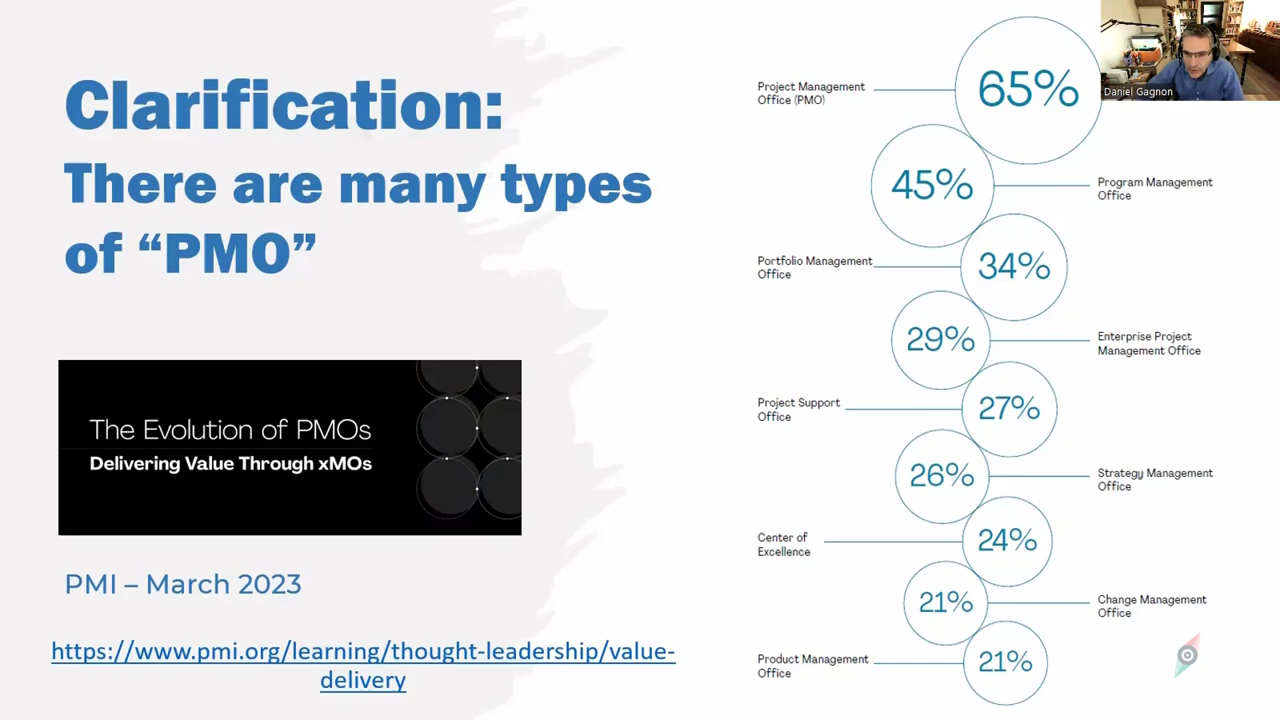 Clarification:
There are many types
of “PMO”
The Evolution of PMOs
Delivering Value Through xMOs
PMI – March 2023
https://www.pmi.org/learning/thought-leadership/value-
delivery
Project Management
Office (PMO)
65%
45%
Program Management
Office
Portfolio Management
Office
34%
29%
Enterprise Project
Management Office
Project Support
Office
27%
26%
Strategy Management
Office
Center of
Excellence
24%
21%
Change Management
Office
Product Management
Office
21%
Daniel Gagnon